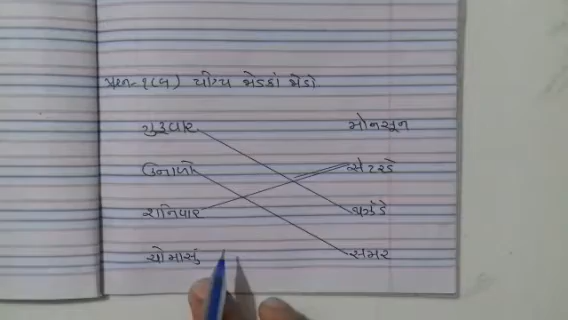 પ્રશ્ન-૧(બ) યોગ્ય જોડકાં જોડો.
ગુરુવાર મોનસૂન
ઉનાળો સેટરડે
શનિવાર થર્સડે
ચોમાસું સમર